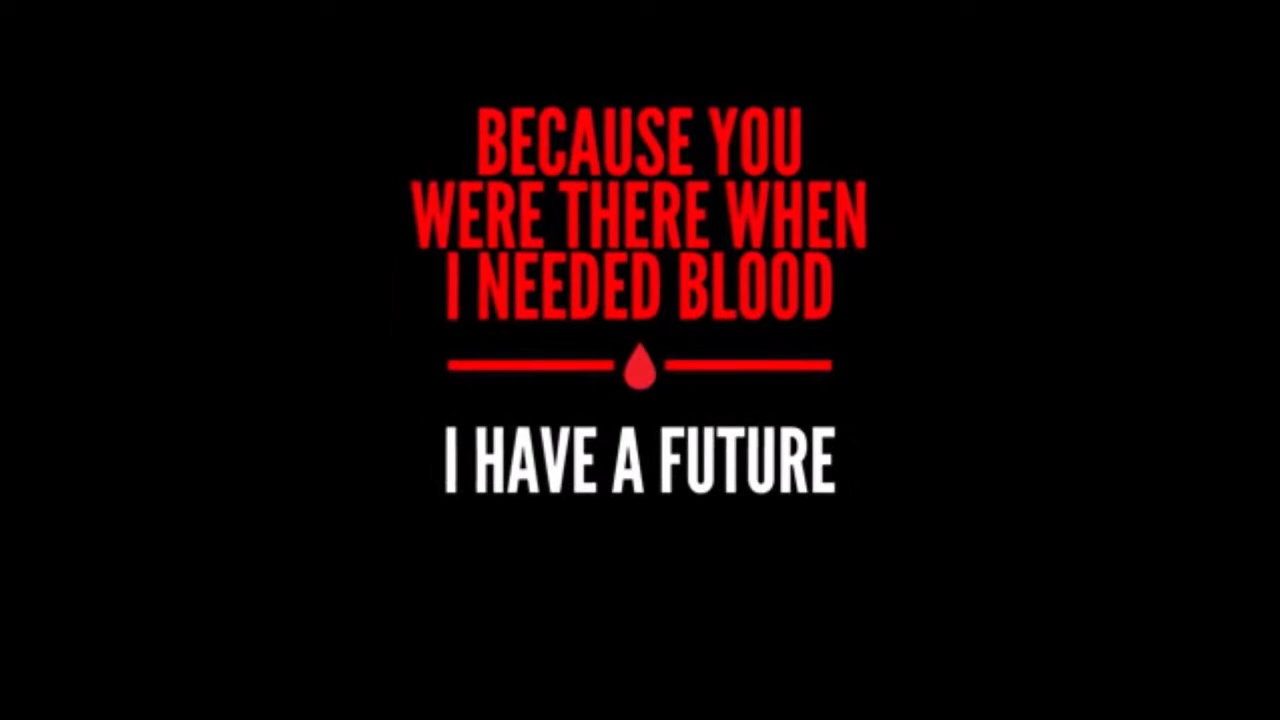 BECAUSE YOU
WERE THERE WHEN
I NEEDED BLOOD
I HAVE A FUTURE